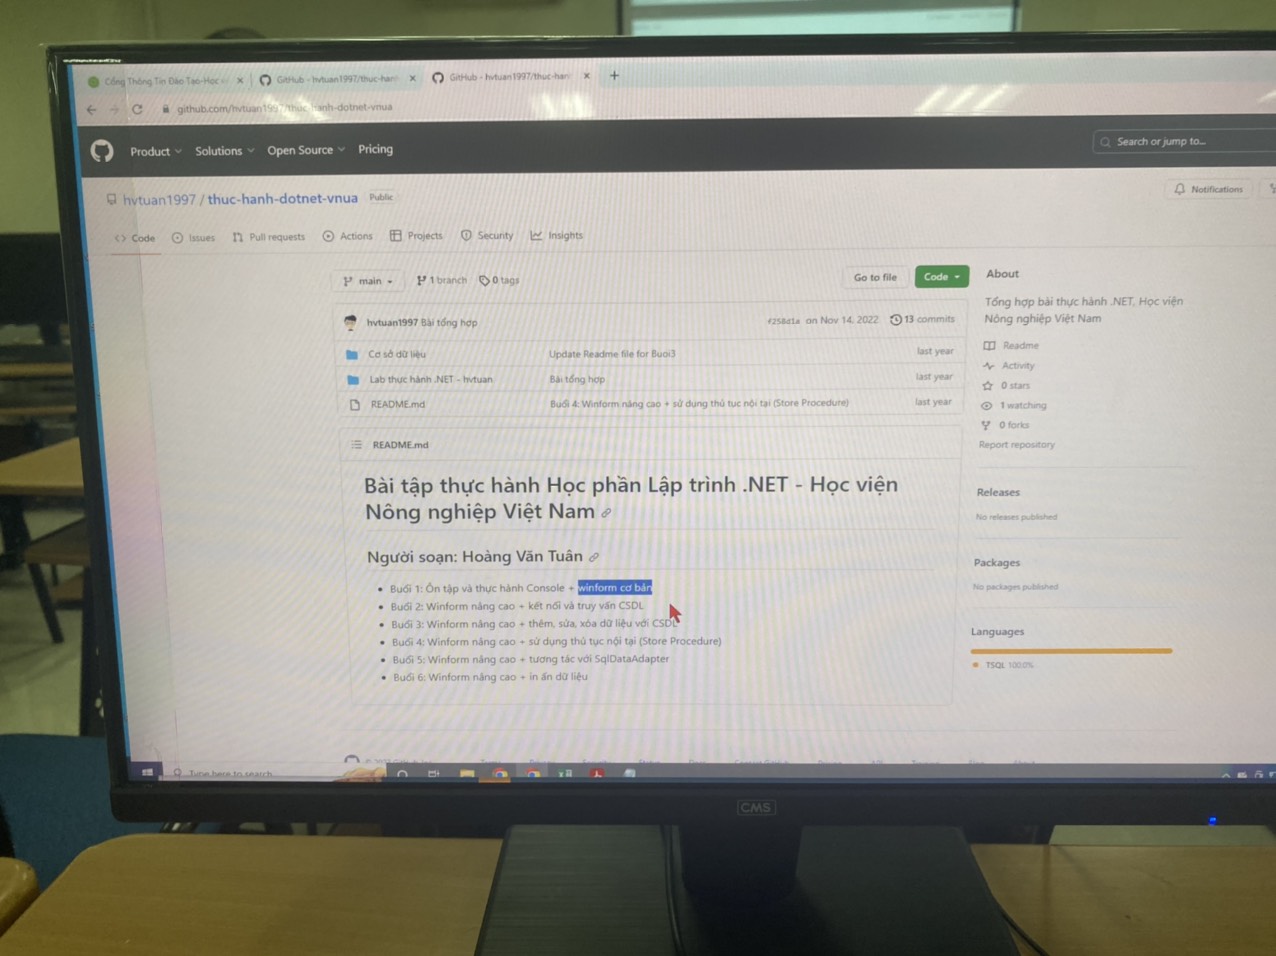 GitHub - hvtuan1997/thuc-hanh
GitHub - hvtuan1997/thuc-hanh
github.com/hvtuan1997/thuc-hanh-dotnet-vnua
Product
Solutions
Open Source
Pricing
Search or jump to...
hvtuan1997 / thuc-hanh-dotnet-vnua
Public
Notifications
Code
Issues
Pull requests
Actions
Projects
Security
Insights
main
1 branch
0 tags
Go to file
Code
About
Tổng hợp bài thực hành .NET, Học viện
Nông nghiệp Việt Nam
hvtuan1997 Bài tổng hợp
on Nov 14, 2022
13 commits
Cơ sở dữ liệu
Update Readme file for Buoi3
last year
Lab thực hành .NET - hvtuan
Bài tổng hợp
last year
README.md
Buổi 4: Winform nâng cao + sử dụng thủ tục nội tại (Store Procedure)
last year
Readme
Activity
0 stars
1 watching
0 forks
Report repository
README.md
Bài tập thực hành Học phần Lập trình .NET - Học viện
Nông nghiệp Việt Nam
Người soạn: Hoàng Văn Tuân
Buổi 1: Ôn tập và thực hành Console + winform cơ bản
Buổi 2: Winform nâng cao + kết nối và truy vấn CSDL
Buổi 3: Winform nâng cao + thêm, sửa, xóa dữ liệu với CSDL
Buổi 4: Winform nâng cao + sử dụng thủ tục nội tại (Store Procedure)
Buổi 5: Winform nâng cao + tương tác với SqlDataAdapter
Buổi 6: Winform nâng cao + in ấn dữ liệu
Releases
No releases published
Packages
No packages published
Languages
TSQL 100.0%
Type here to search
CMS